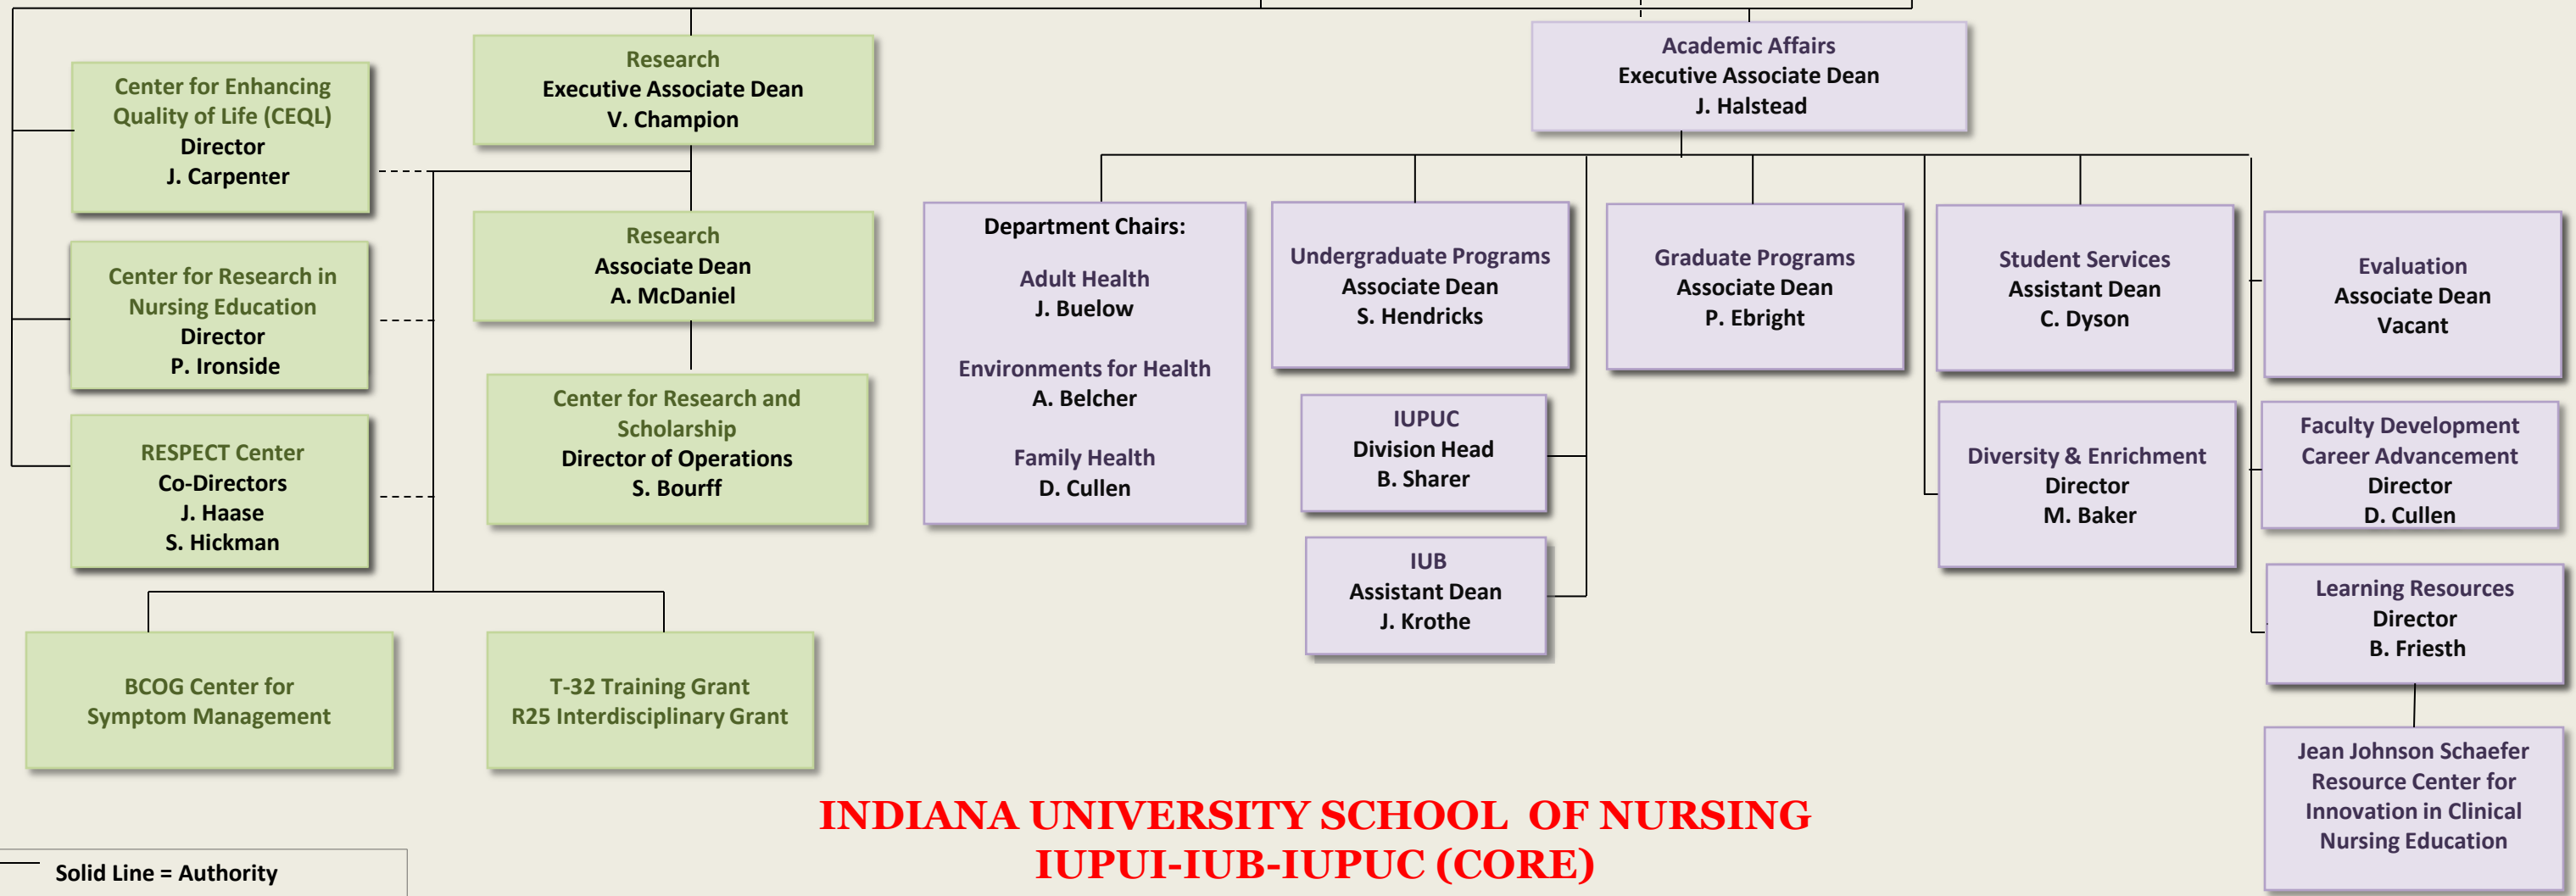 Center for Enhancing
Quality of Life (CEQL)
Director
J. Carpenter
Research
Executive Associate Dean
V. Champion
Academic Affairs
Executive Associate Dean
J. Halstead
Center for Research in
Nursing Education
Director
P. Ironside
Research
Associate Dean
A. McDaniel
Department Chairs:
Adult Health
J. Buelow
Environments for Health
A. Belcher
Family Health
D. Cullen
Undergraduate Programs
Associate Dean
S. Hendricks
Graduate Programs
Associate Dean
P. Ebright
Student Services
Assistant Dean
C. Dyson
Evaluation
Associate Dean
Vacant
RESPECT Center
Co-Directors
J. Haase
S. Hickman
Center for Research and
Scholarship
Director of Operations
S. Bourff
IUPUC
Division Head
B. Sharer
Diversity & Enrichment
Director
M. Baker
Faculty Development
Career Advancement
Director
D. Cullen
IUB
Assistant Dean
J. Krothe
Learning Resources
Director
B. Friesth
BCOG Center for
Symptom Management
T-32 Training Grant
R25 Interdisciplinary Grant
Jean Johnson Schaefer
Resource Center for
Innovation in Clinical
Nursing Education
INDIANA UNIVERSITY SCHOOL OF NURSING
IUPUI-IUB-IUPUC (CORE)
Solid Line = Authority